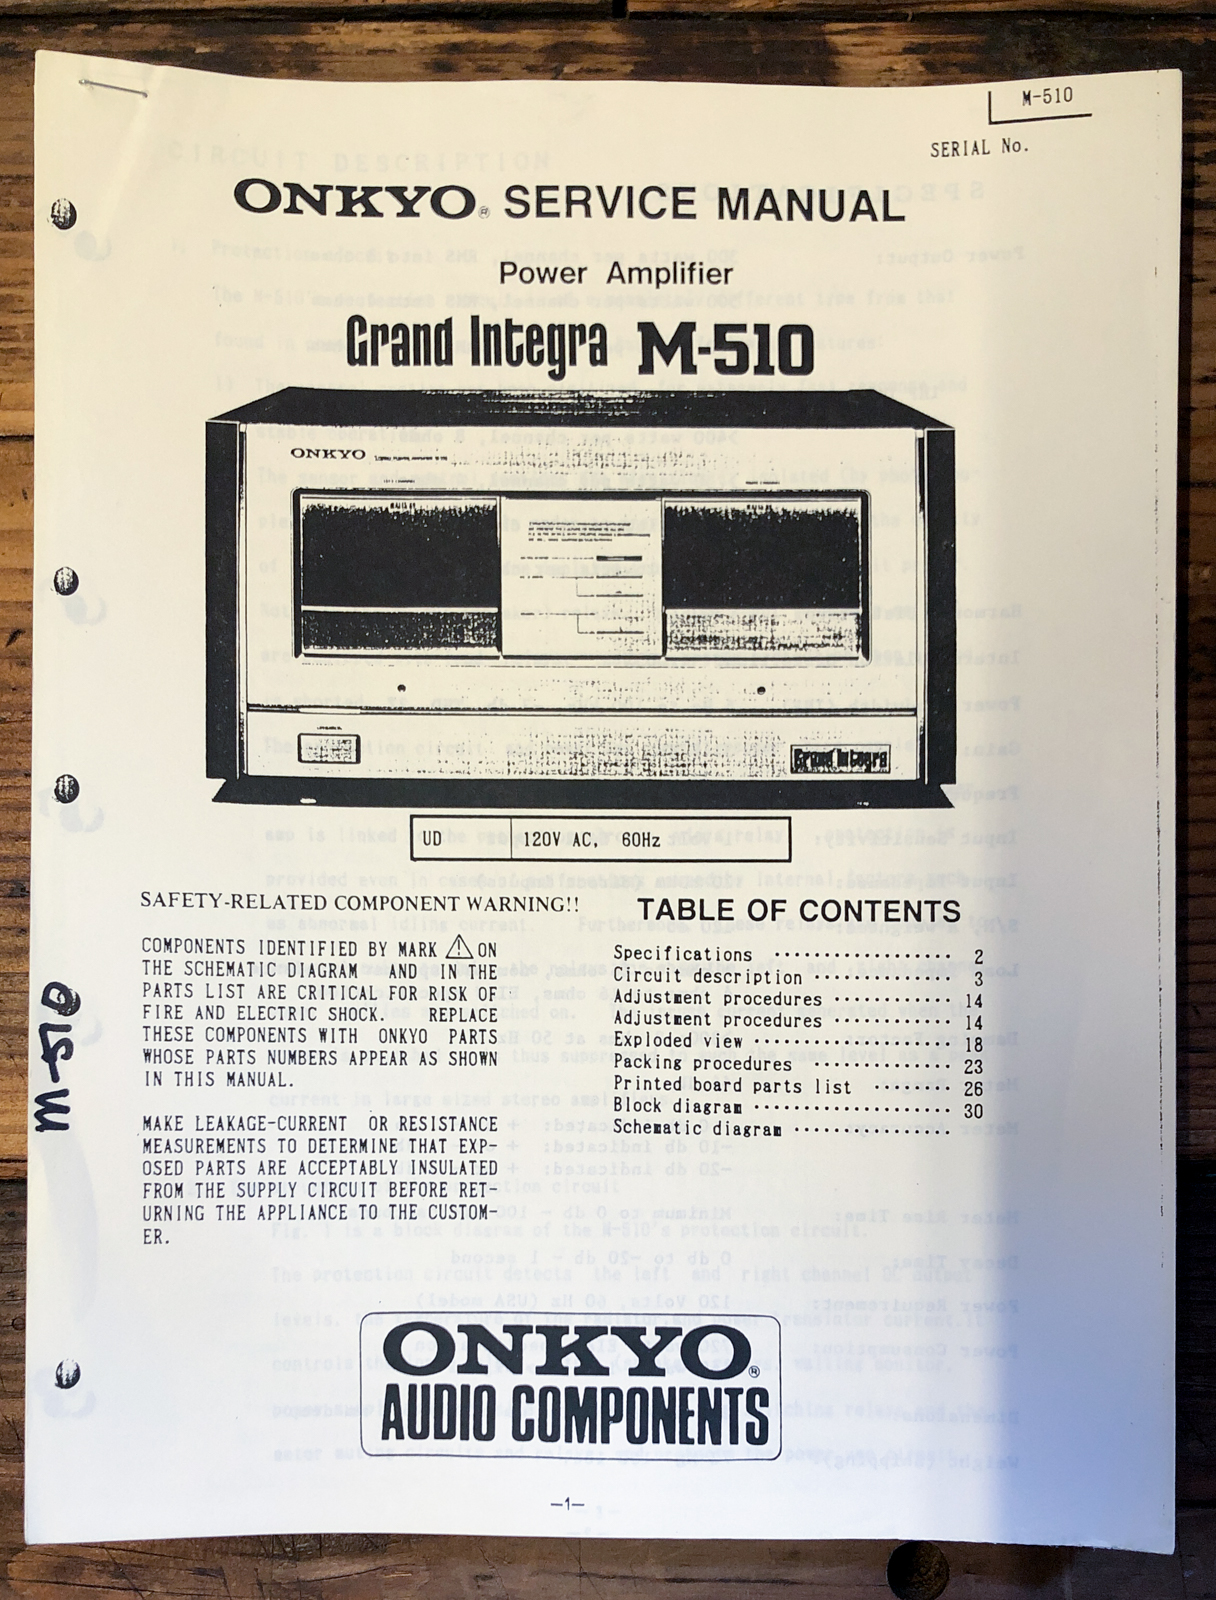 M-510
SERIAL No.
ONKYO® SERVICE MANUAL
Power Amplifier
Grand Integra M-510
ONKYO
Grand Integra
UD 120V AC, 60Hz
SAFETY-RELATED COMPONENT WARNING!!
COMPONENTS IDENTIFIED BY MARK ⚠ ON
THE SCHEMATIC DIAGRAM AND IN THE
PARTS LIST ARE CRITICAL FOR RISK OF
FIRE AND ELECTRIC SHOCK. REPLACE
THESE COMPONENTS WITH ONKYO PARTS
WHOSE PARTS NUMBERS APPEAR AS SHOWN
IN THIS MANUAL.
MAKE LEAKAGE-CURRENT OR RESISTANCE
MEASUREMENTS TO DETERMINE THAT EXP-
OSED PARTS ARE ACCEPTABLY INSULATED
FROM THE SUPPLY CIRCUIT BEFORE RET-
URNING THE APPLIANCE TO THE CUSTOM-
ER.
TABLE OF CONTENTS
Specifications ···················· 2
Circuit description ·············· 3
Adjustment procedures ············ 14
Adjustment procedures ············ 14
Exploded view ···················· 18
Packing procedures ·············· 23
Printed board parts list ········ 26
Block diagram ···················· 30
Schematic diagram ················
M-510
ONKYO®
AUDIO COMPONENTS
—1—